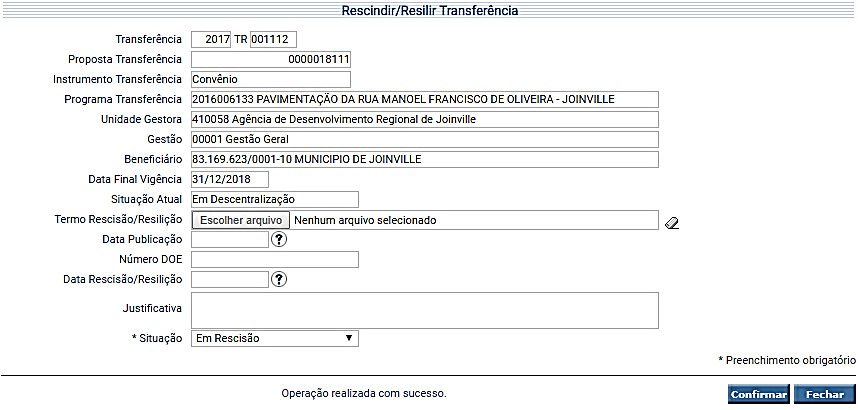 Rescindir/Resilir Transferência
Transferência 2017 TR 001112
Proposta Transferência 0000018111
Instrumento Transferência Convênio
Programa Transferência 2016006133 PAVIMENTAÇÃO DA RUA MANOEL FRANCISCO DE OLIVEIRA - JOINVILLE
Unidade Gestora 410058 Agência de Desenvolvimento Regional de Joinville
Gestão 00001 Gestão Geral
Beneficiário 83.169.623/0001-10 MUNICIPIO DE JOINVILLE
Data Final Vigência 31/12/2018
Situação Atual Em Descentralização
Termo Rescisão/Resilição Escolher arquivo Nenhum arquivo selecionado
Data Publicação ?
Número DOE
Data Rescisão/Resilição ?
Justificativa
* Situação Em Rescisão
* Preenchimento obrigatório
Operação realizada com sucesso. Confirmar Fechar